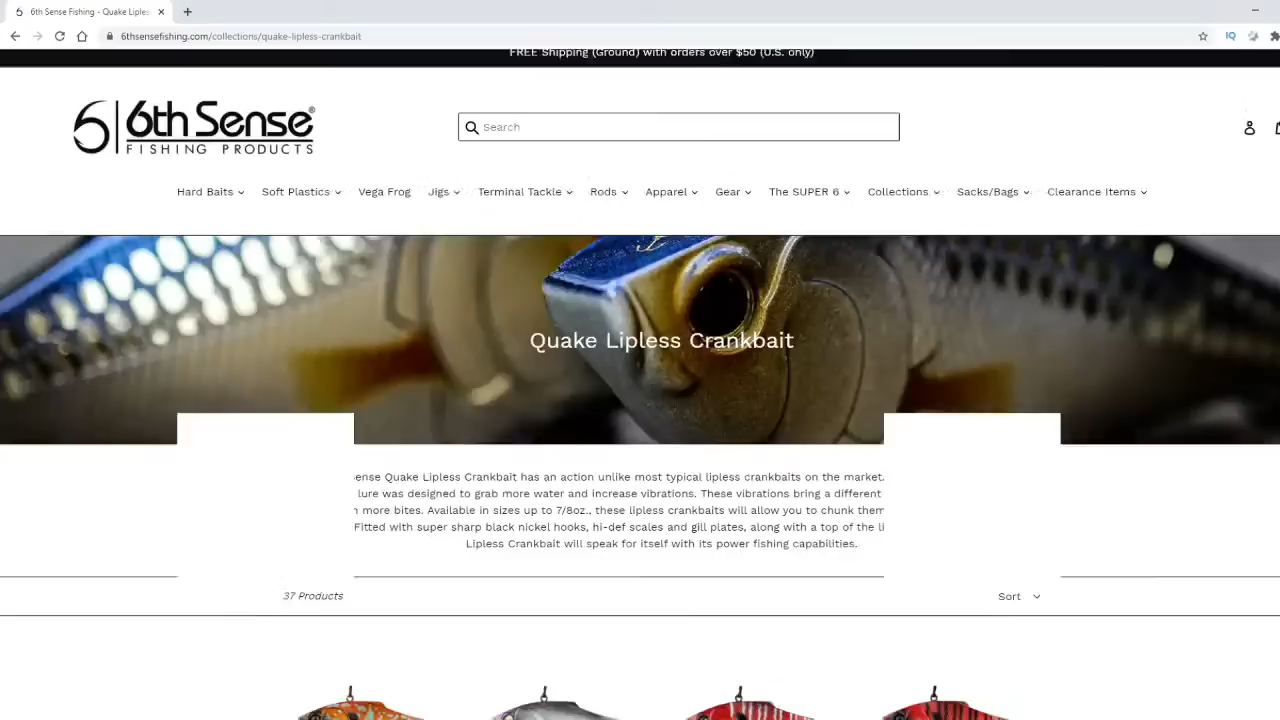 6th Sense Fishing - Quake Liples
6thsensefishing.com/collections/quake-lipless-crankbait
IQ
FREE Shipping (Ground) with orders over $50 (U.S. only)
6 6th Sense®
FISHING PRODUCTS
Search
Hard Baits Soft Plastics Vega Frog Jigs Terminal Tackle Rods Apparel Gear The SUPER 6 Collections Sacks/Bags Clearance Items
Quake Lipless Crankbait
ense Quake Lipless Crankbait has an action unlike most typical lipless crankbaits on the market.
lure was designed to grab more water and increase vibrations. These vibrations bring a different
more bites. Available in sizes up to 7/8oz., these lipless crankbaits will allow you to chunk them
Fitted with super sharp black nickel hooks, hi-def scales and gill plates, along with a top of the li
Lipless Crankbait will speak for itself with its power fishing capabilities.
37 Products
Sort